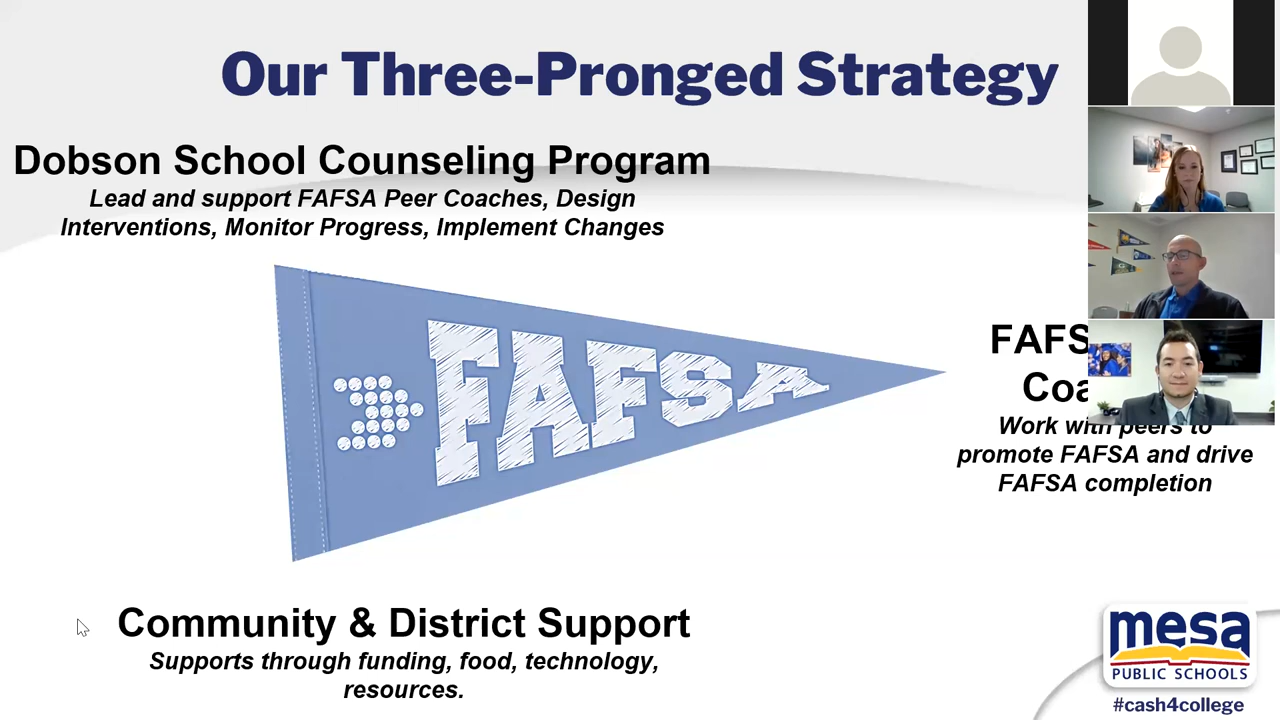 Our Three-Pronged Strategy
Dobson School Counseling Program
Lead and support FAFSA Peer Coaches, Design
Interventions, Monitor Progress, Implement Changes
FAFSA
Work with peers to
promote FAFSA and drive
FAFSA completion
Community & District Support
Supports through funding, food, technology,
resources.
mesa
PUBLIC SCHOOLS
#cash4college